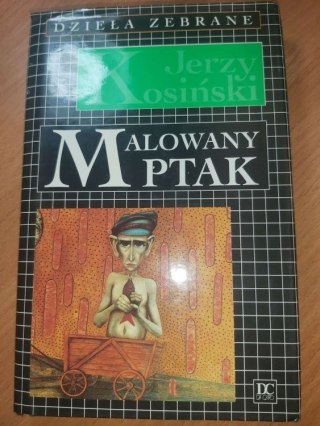 DZIEŁA ZEBRANE
Jerzy
Kosiński
MALOWANY
PTAK
DC